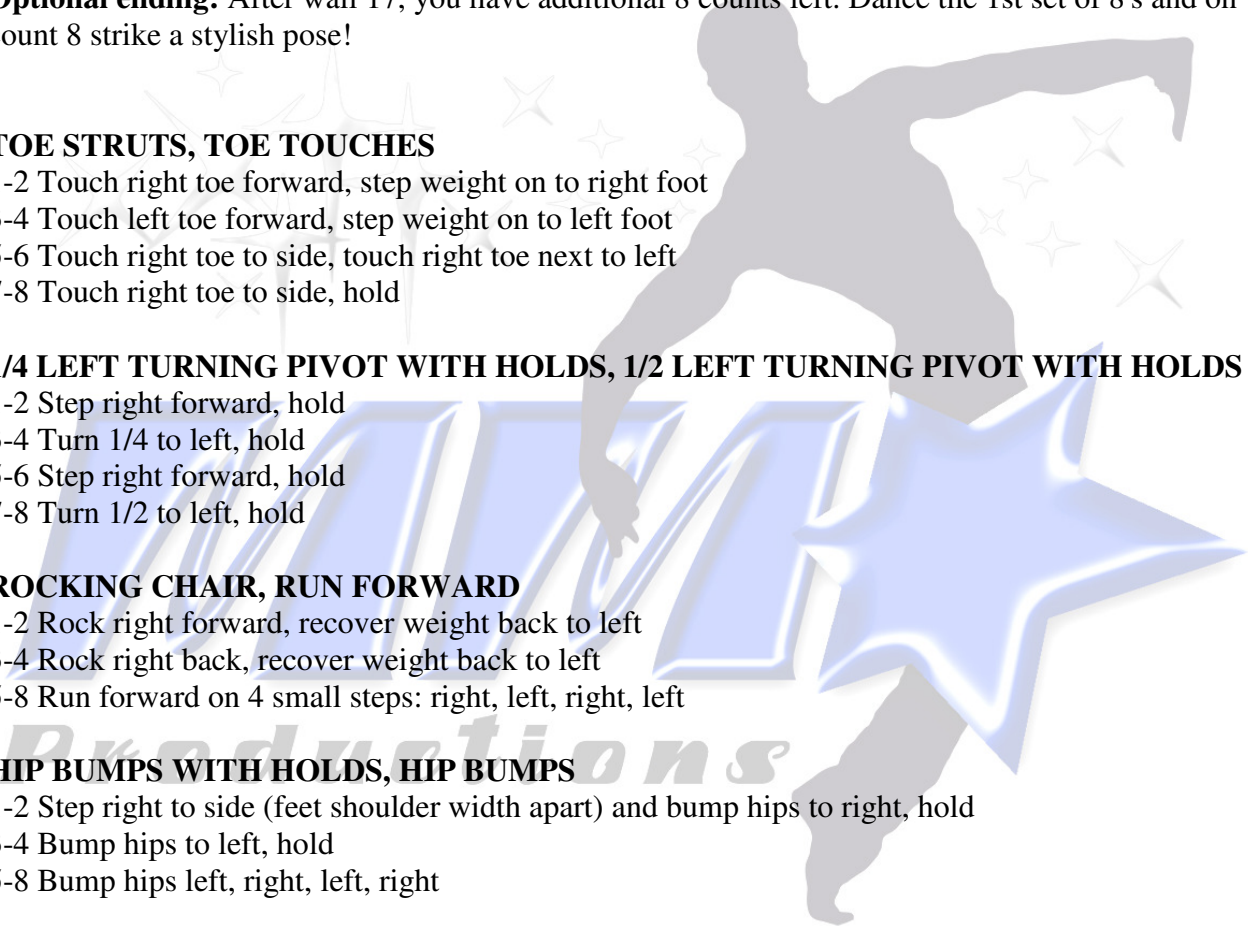 Optional ending: After wall 17, you have additional 8 counts left. Dance the 1st set of 8's and on
count 8 strike a stylish pose!
TOE STRUTS, TOE TOUCHES
-2 Touch right toe forward, step weight on to right foot
-4 Touch left toe forward, step weight on to left foot
-6 Touch right toe to side, touch right toe next to left
-8 Touch right toe to side, hold
1/4 LEFT TURNING PIVOT WITH HOLDS, 1/2 LEFT TURNING PIVOT WITH HOLDS
-2 Step right forward, hold
-4 Turn 1/4 to left, hold
-6 Step right forward, hold
-8 Turn 1/2 to left, hold
ROCKING CHAIR, RUN FORWARD
-2 Rock right forward, recover weight back to left
-4 Rock right back, recover weight back to left
-8 Run forward on 4 small steps: right, left, right, left
HIP BUMPS WITH HOLDS, HIP BUMPS
-2 Step right to side (feet shoulder width apart) and bump hips to right, hold
-4 Bump hips to left, hold
-8 Bump hips left, right, left, right
MM
Productions